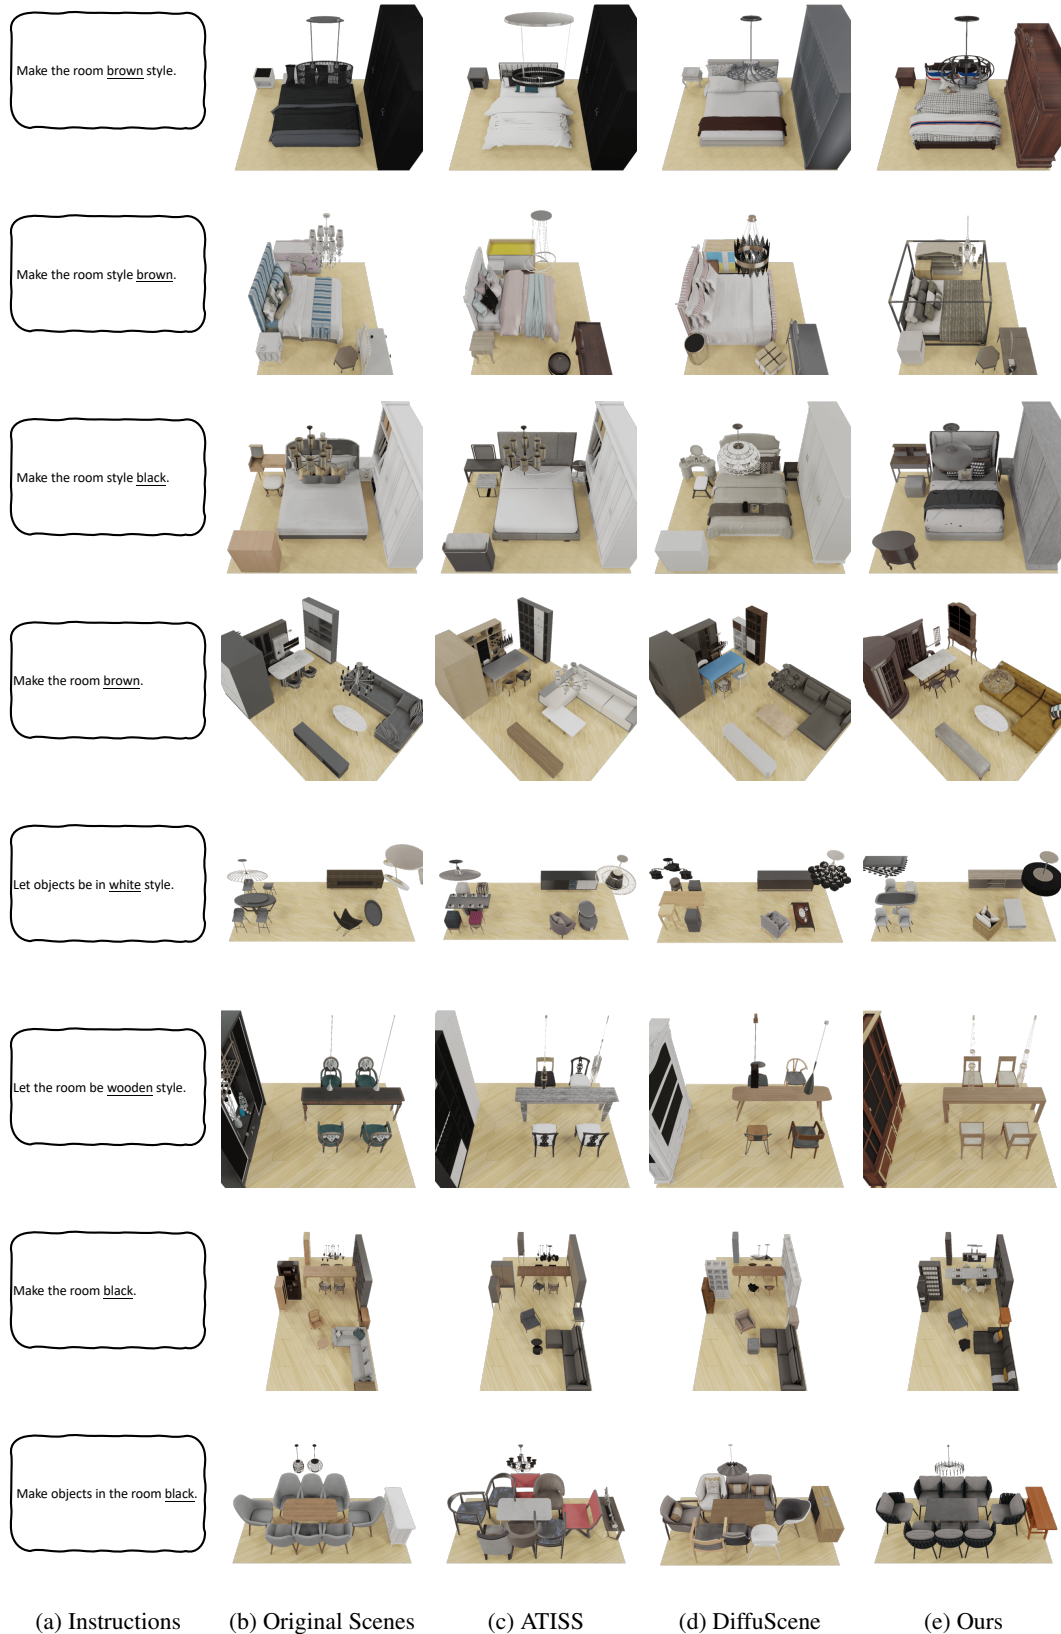 Make the room brown style.
Make the room style brown.
Make the room style black.
Make the room brown.
Let objects be in white style.
Let the room be wooden style.
Make the room black.
Make objects in the room black.
(a) Instructions (b) Original Scenes (c) ATISS (d) DiffuScene (e) Ours